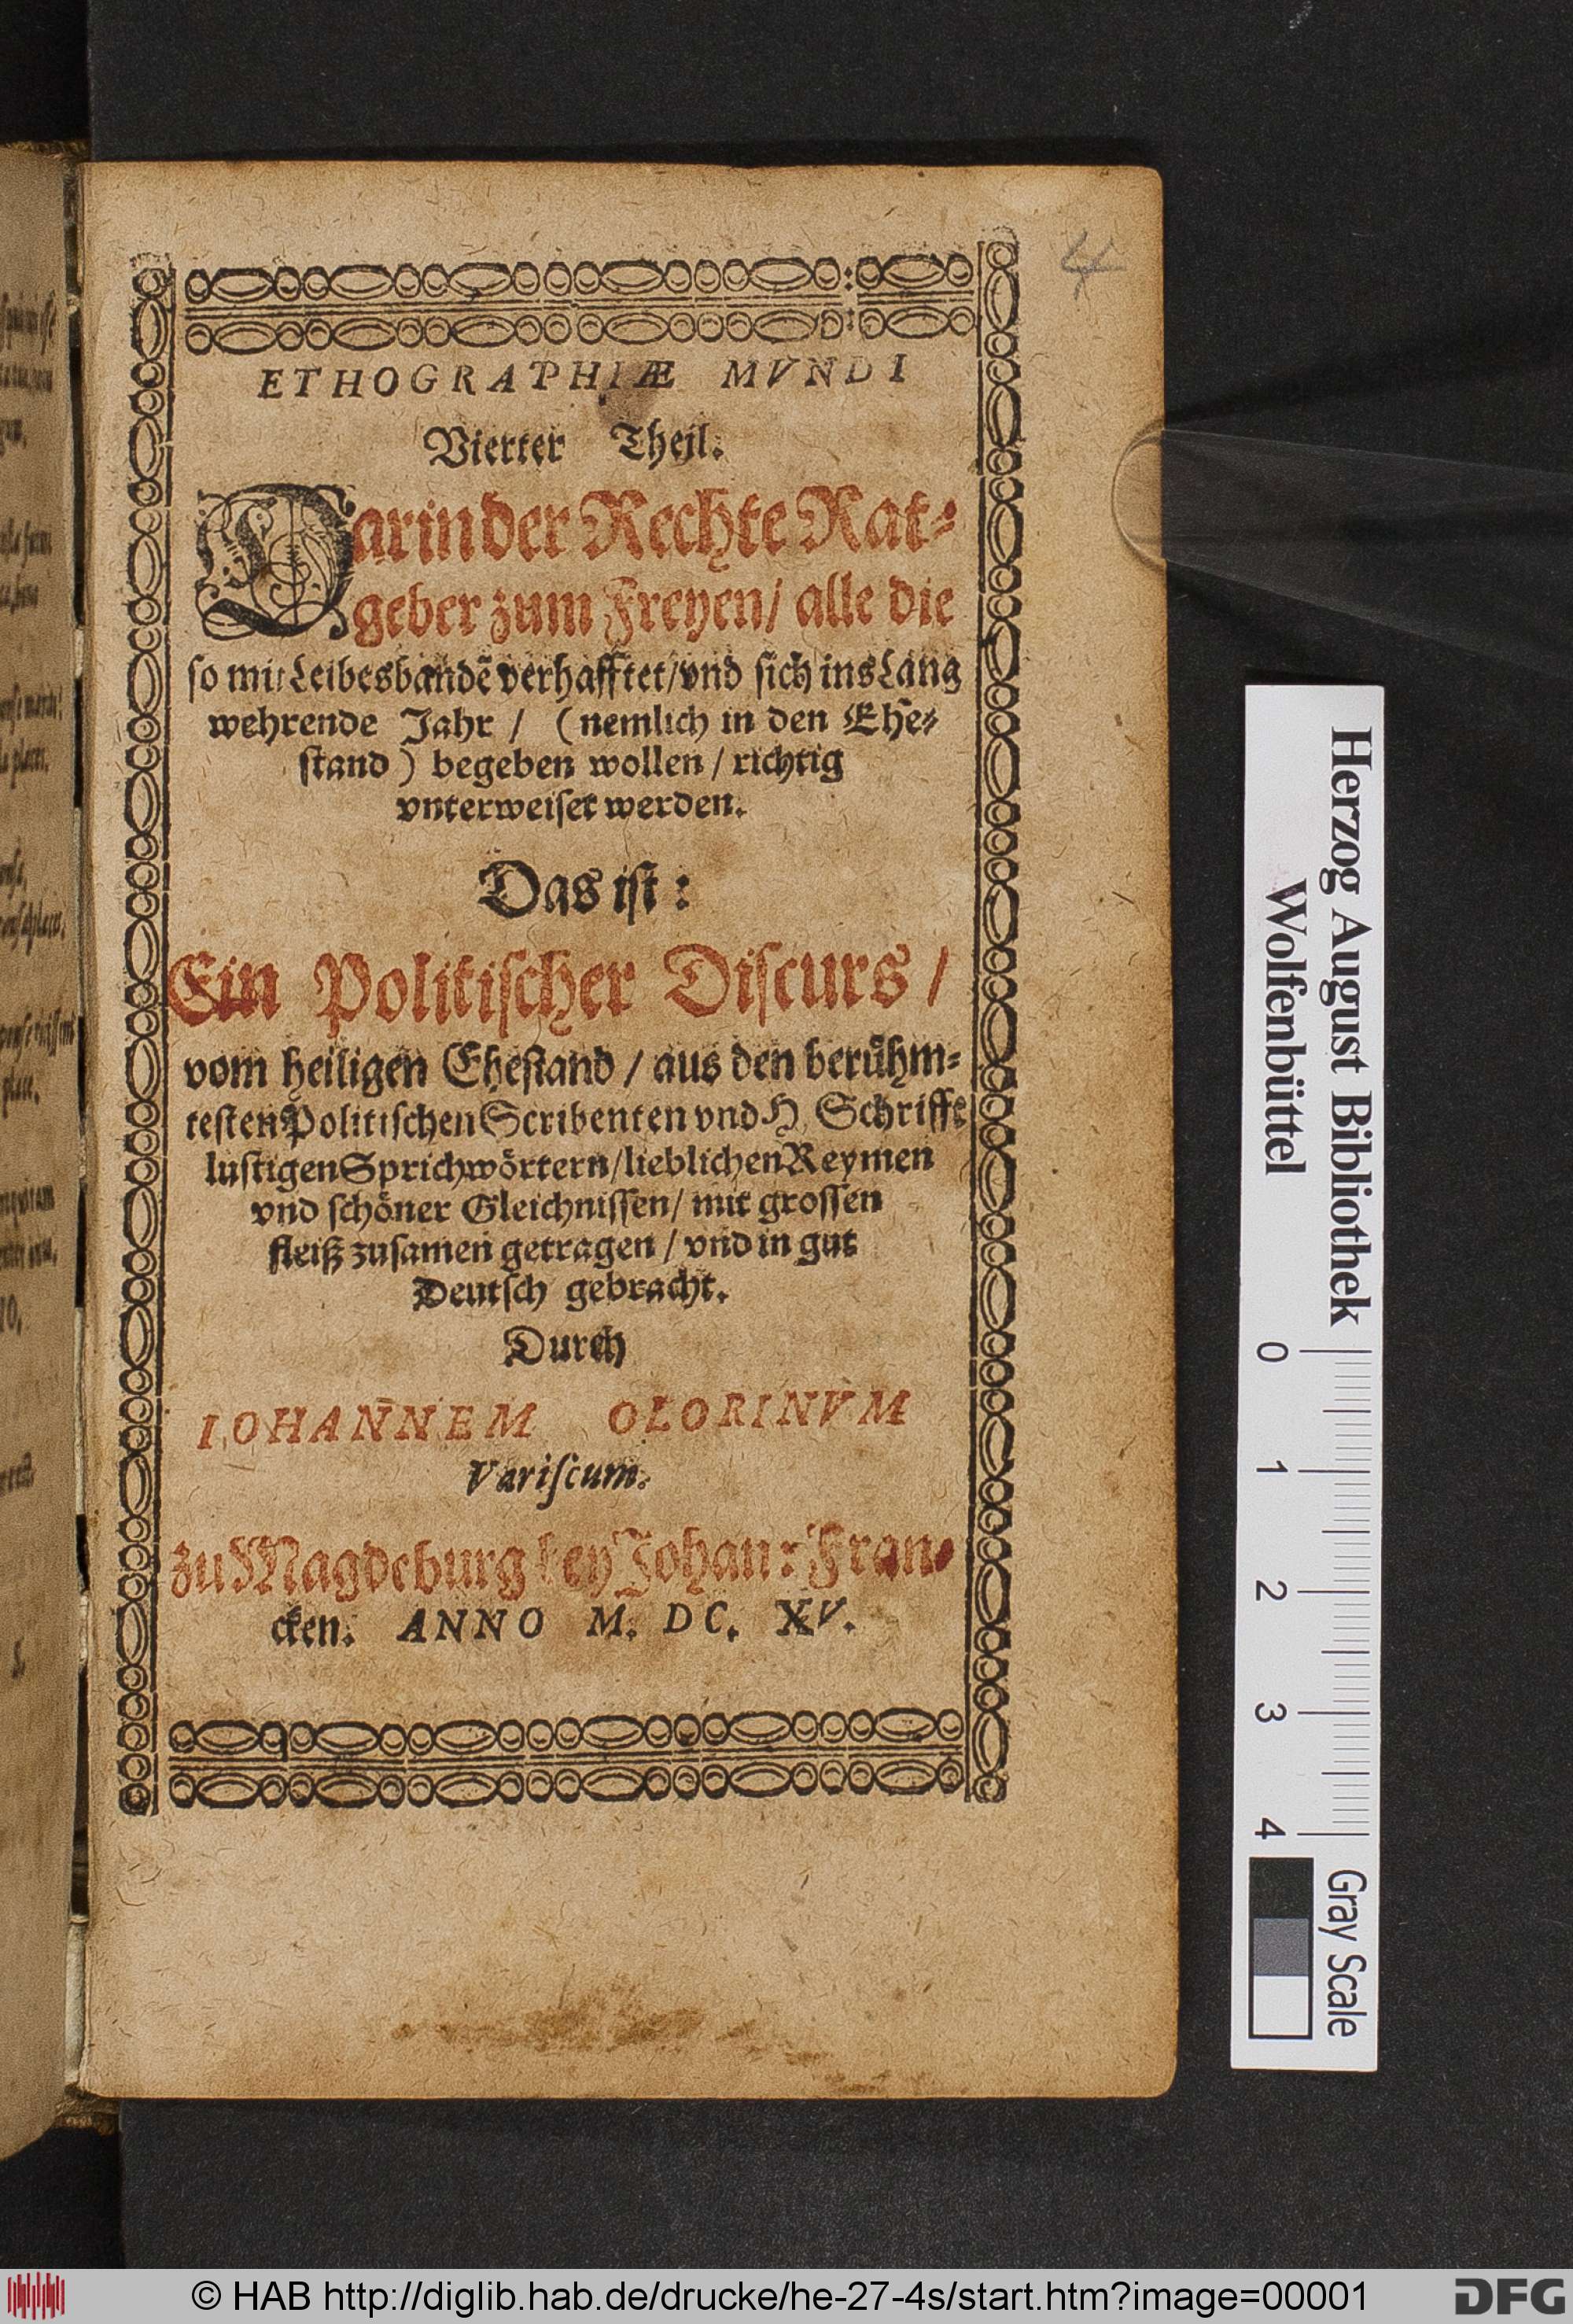 4
ETHOGRAPHIÆ MVNDI
Vierter Theil.
Darin der Rechte Rat-
geber zum Freyen/ alle die
so mit Leibesbandẽ verhafftet/vnd sich ins Lang
wehrende Jahr / (nemlich in den Ehe-
stand) begeben wollen / richtig
vnterweiset werden.
Das ist:
Ein Politischer Discurs /
vom heiligen Ehestand / aus den berühm-
testen Politischen Scribenten vnd H. Schrifft
lustigen Sprichwörtern/lieblichen Reymen
vnd schöner Gleichnissen/ mit grossen
fleiß zusamen getragen / vnd in gut
Deutsch gebracht.
Durch
IOHANNEM OLORINVM
Variscum.
zu Magdeburg bey Johan: Fran-
cken. ANNO M. DC. XV.
Herzog August Bibliothek
Wolfenbüttel
0 1 2 3 4
Gray Scale
© HAB http://diglib.hab.de/drucke/he-27-4s/start.htm?image=00001
DFG